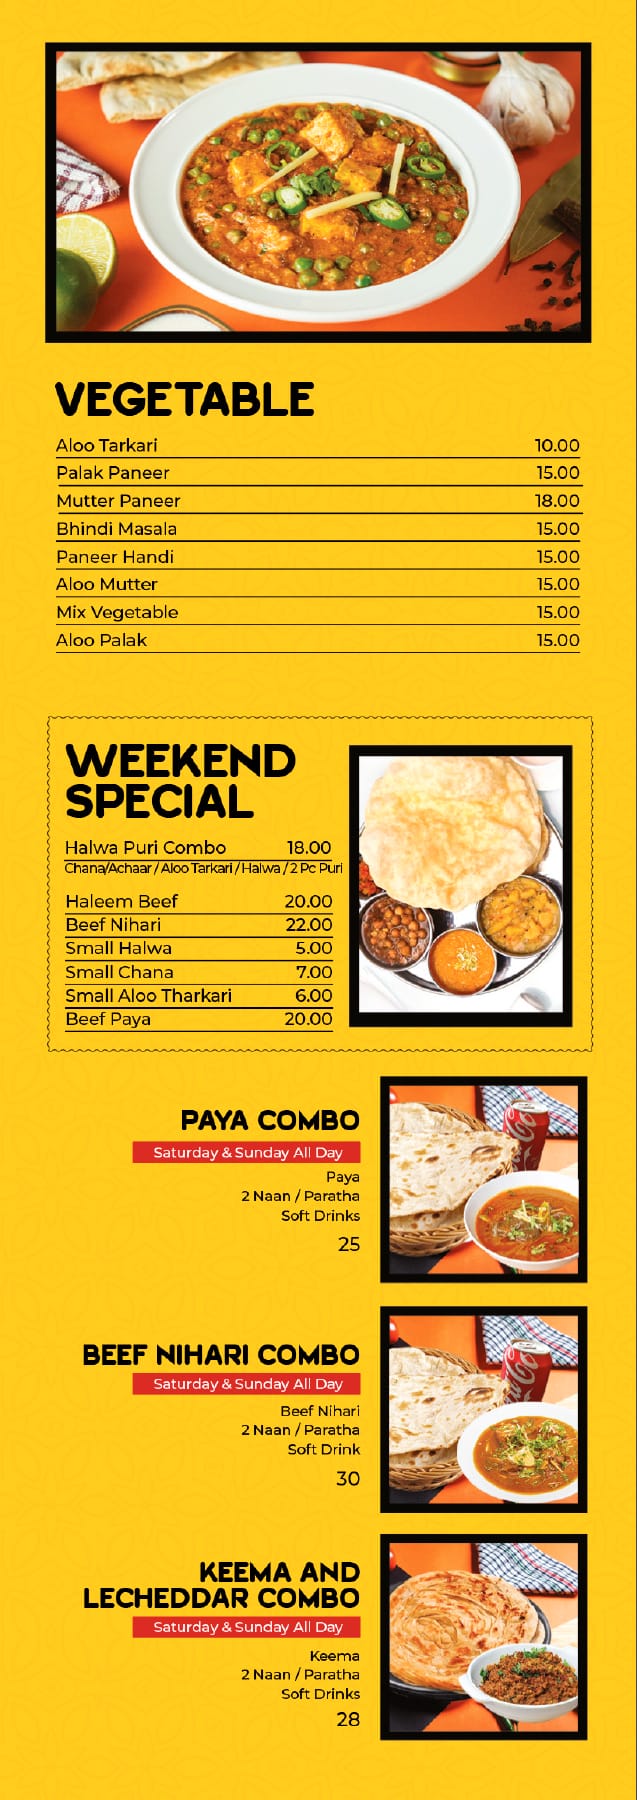 VEGETABLE
Aloo Tarkari 10.00
Palak Paneer 15.00
Mutter Paneer 18.00
Bhindi Masala 15.00
Paneer Handi 15.00
Aloo Mutter 15.00
Mix Vegetable 15.00
Aloo Palak 15.00
WEEKEND
SPECIAL
Halwa Puri Combo 18.00
Chana/Achaar / Aloo Tarkari / Halwa / 2 Pc Puri
Haleem Beef 20.00
Beef Nihari 22.00
Small Halwa 5.00
Small Chana 7.00
Small Aloo Tharkari 6.00
Beef Paya 20.00
PAYA COMBO
Saturday & Sunday All Day
Paya
2 Naan / Paratha
Soft Drinks
25
BEEF NIHARI COMBO
Saturday & Sunday All Day
Beef Nihari
2 Naan / Paratha
Soft Drink
30
KEEMA AND
LECHEDDAR COMBO
Saturday & Sunday All Day
Keema
2 Naan / Paratha
Soft Drinks
28